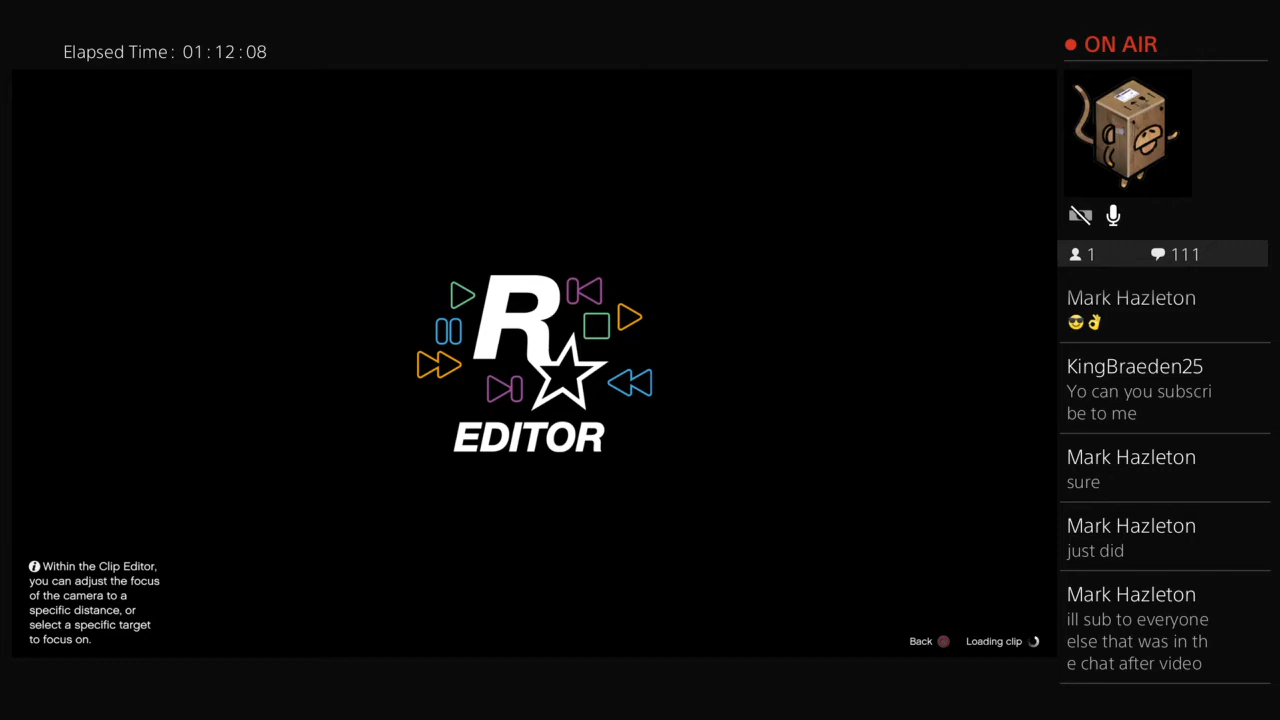 Elapsed Time: 01:12:08
ON AIR
1 111
Mark Hazleton
😎👌
KingBraeden25
Yo can you subscri
be to me
Mark Hazleton
sure
Mark Hazleton
just did
Mark Hazleton
ill sub to everyone
else that was in th
e chat after video
R
EDITOR
Within the Clip Editor,
you can adjust the focus
of the camera to a
specific distance, or
select a specific target
to focus on.
Back Loading clip